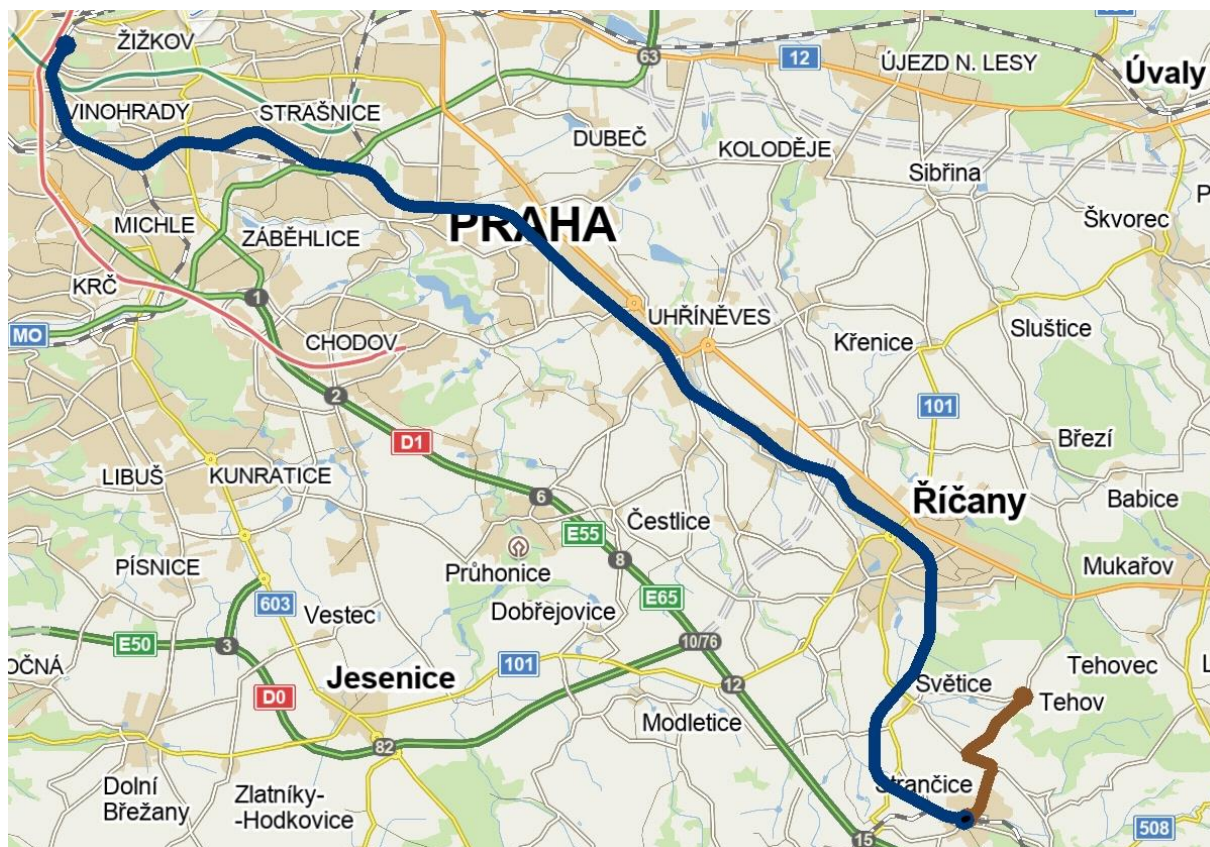 ŽIŽKOV
12
63
ÚJEZD N. LESY
Úvaly
VINOHRADY
STRAŠNICE
DUBEČ
KOLODĚJE
Sibřina
P
MICHLE
PRAHA
ZÁBĚHLICE
Škvorec
KRČ
1
UHŘÍNĚVES
MO
CHODOV
Křenice
Sluštice
2
101
D1
Březí
LIBUŠ
KUNRATICE
6
Říčany
Babice
Čestlice
E55
PÍSNICE
Průhonice
8
Mukařov
603
Vestec
Dobřejovice
E65
E50
3
10/76
OČNÁ
Jesenice
101
Tehovec
L
D0
12
Světice
Tehov
Modletice
82
Dolní
Břežany
Zlatníky-
-Hodkovice
Strančice
15
508